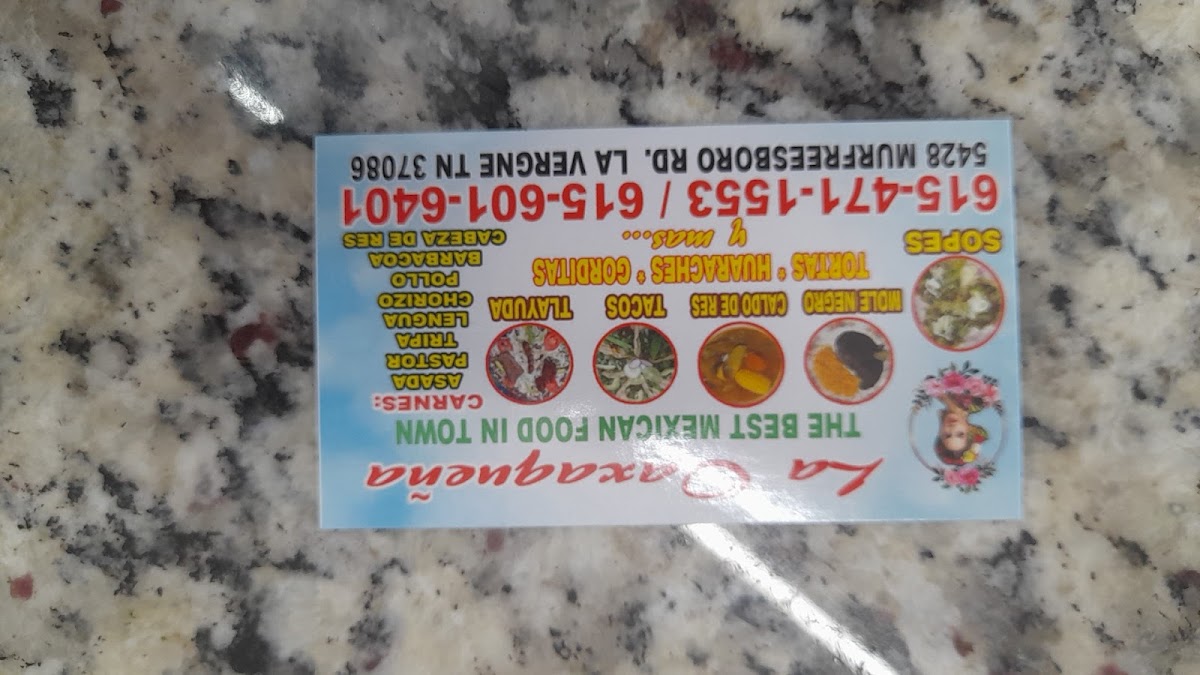 La Oaxaqueña
THE BEST MEXICAN FOOD IN TOWN
CARNES:
ASADA
PASTOR
TRIPA
LENGUA
CHORIZO
POLLO
BARBACOA
CABEZA DE RES
SOPES
MOLE NEGRO
CALDO DE RES
TACOS
TLAYUDA
TORTAS * HUARACHES * GORDITAS
y mas...
615-471-1553 / 615-601-6401
5428 MURFREESBORO RD. LA VERGNE TN 37086